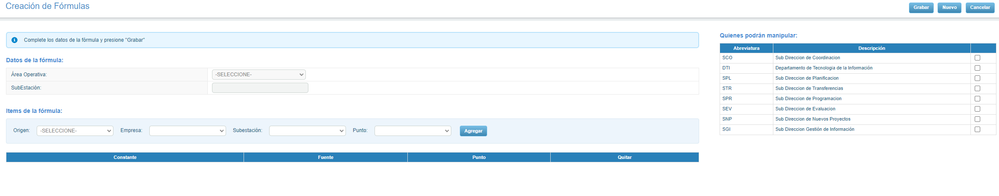 Creación de Fórmulas
Grabar Nuevo Cancelar
Complete los datos de la fórmula y presione "Grabar"
Datos de la fórmula:
Área Operativa: -SELECCIONE-
SubEstación:
Items de la fórmula:
Origen: -SELECCIONE- Empresa: Subestación: Punto: Agregar
Constante Fuente Punto Quitar
Quienes podrán manipular:
Abreviatura Descripción
SCO Sub Direccion de Coordinacion
DTI Departamento de Tecnologia de la Información
SPL Sub Direccion de Planificacion
STR Sub Direccion de Transferencias
SPR Sub Direccion de Programacion
SEV Sub Direccion de Evaluacion
SNP Sub Direccion de Nuevos Proyectos
SGI Sub Direccion Gestión de Información